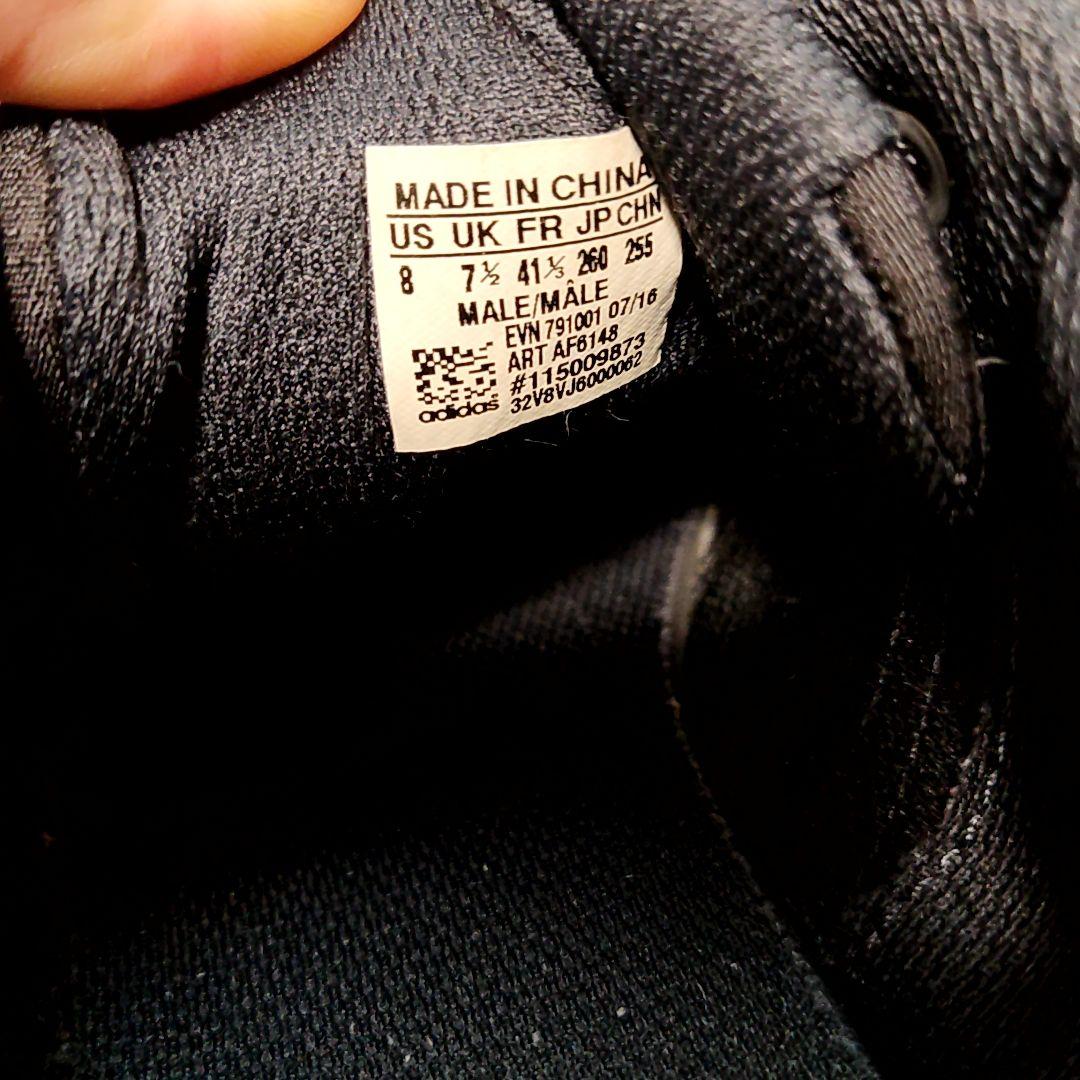 MADE IN CHINA
US UK FR JP CHN
8 7½ 41⅓ 260 255
MALE/MÂLE
EVN 791001 07/16
ART AF6148
#115009873
32V8VJ6000062
adidas